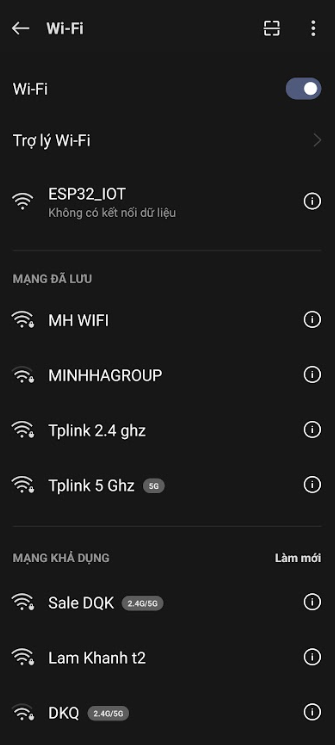 Wi-Fi
Wi-Fi
Trợ lý Wi-Fi
ESP32_IOT
Không có kết nối dữ liệu
MẠNG ĐÃ LƯU
MH WIFI
MINHHAGROUP
Tplink 2.4 ghz
Tplink 5 Ghz 5G
MẠNG KHẢ DỤNG Làm mới
Sale DQK 2.4G/5G
Lam Khanh t2
DKQ 2.4G/5G